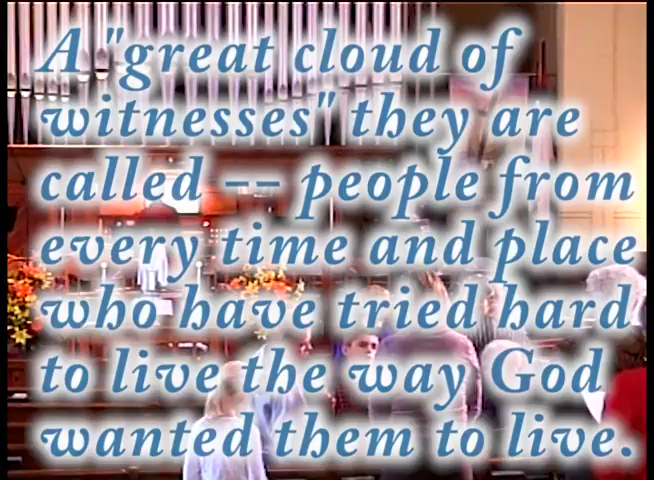 A "great cloud of
witnesses" they are
called -- people from
every time and place
who have tried hard
to live the way God
wanted them to live.